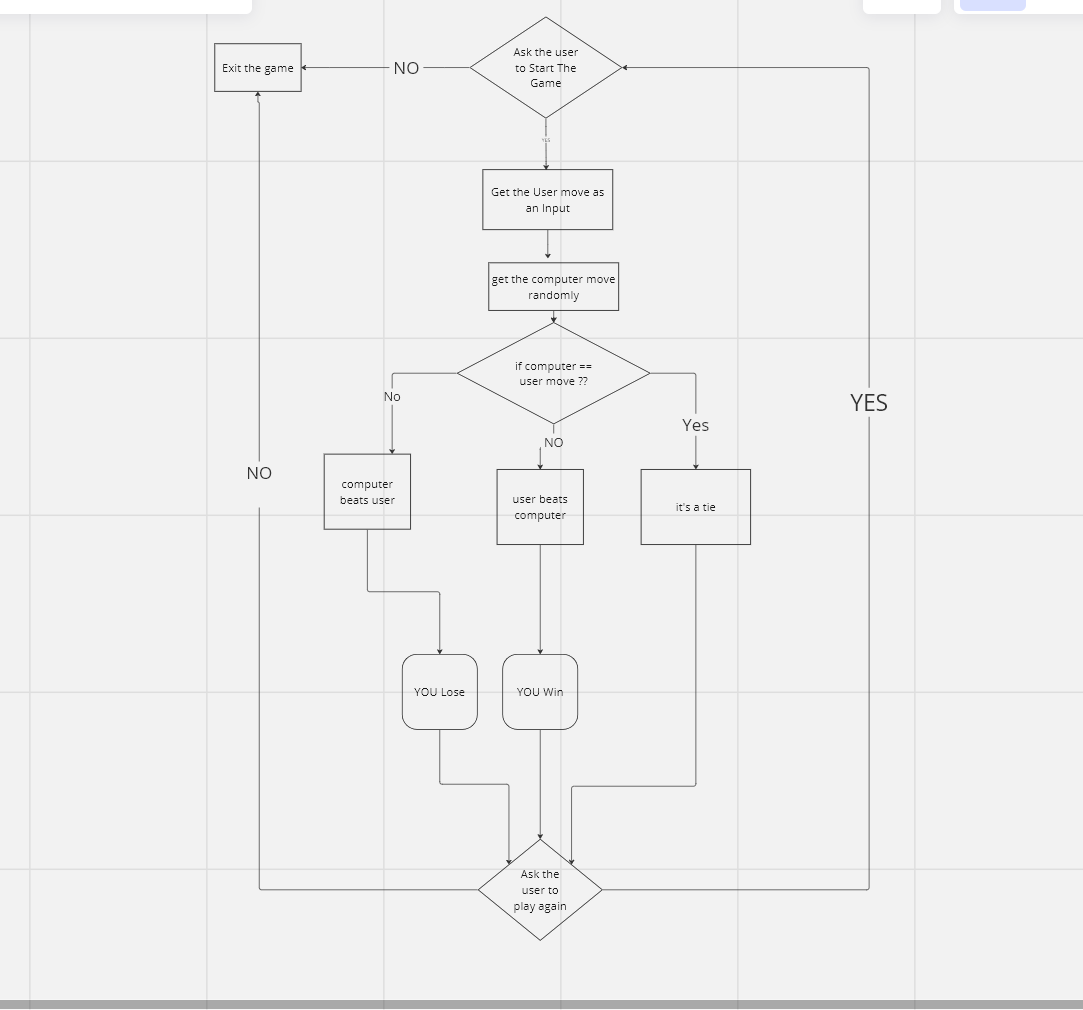 Ask the user
to Start The
Game
Exit the game
NO
YES
Get the User move as
an Input
get the computer move
randomly
if computer ==
user move ??
No
YES
Yes
NO
NO
computer
beats user
user beats
computer
it's a tie
YOU Lose
YOU Win
Ask the
user to
play again